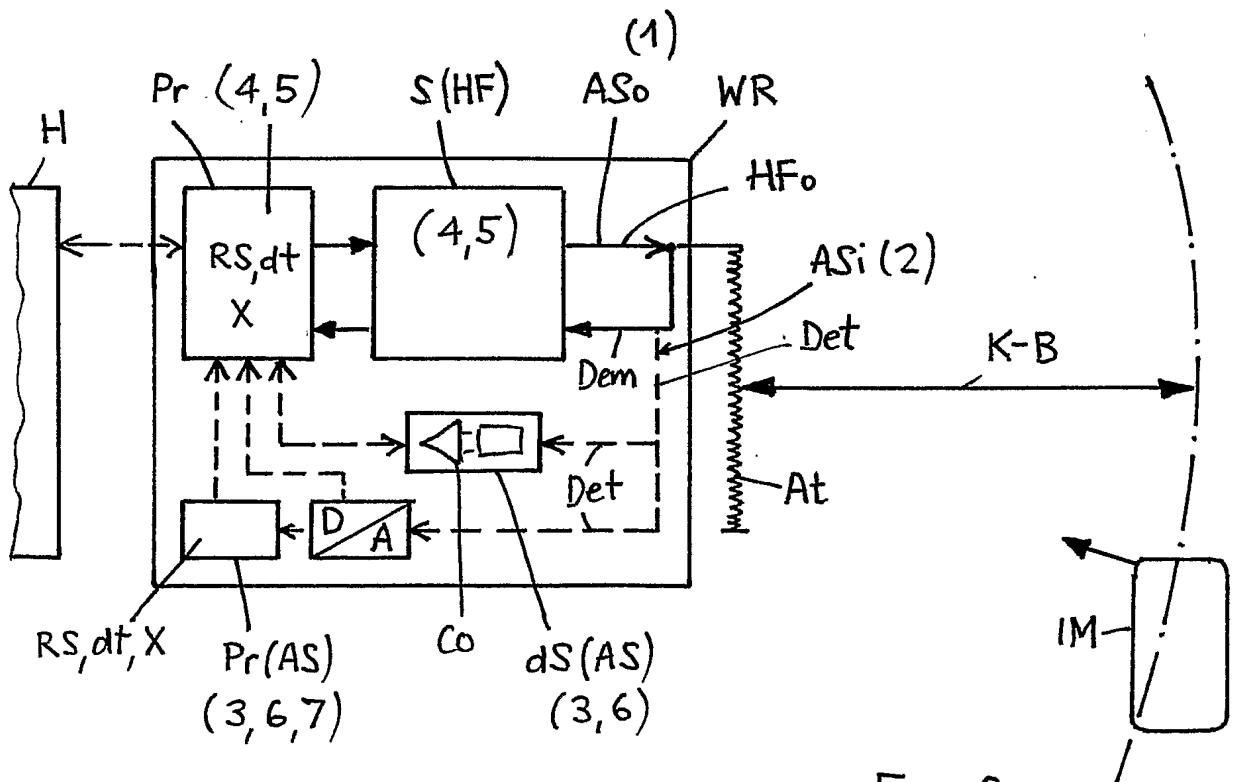 (1)
Pr (4,5)
S(HF)
ASo
WR
H
HFo
(4,5)
RS,dt
X
ASi (2)
Det
K-B
Dem
Det
At
D
A
IM
RS,dt,X
Pr(AS)
(3,6,7)
Co
dS(AS)
(3,6)